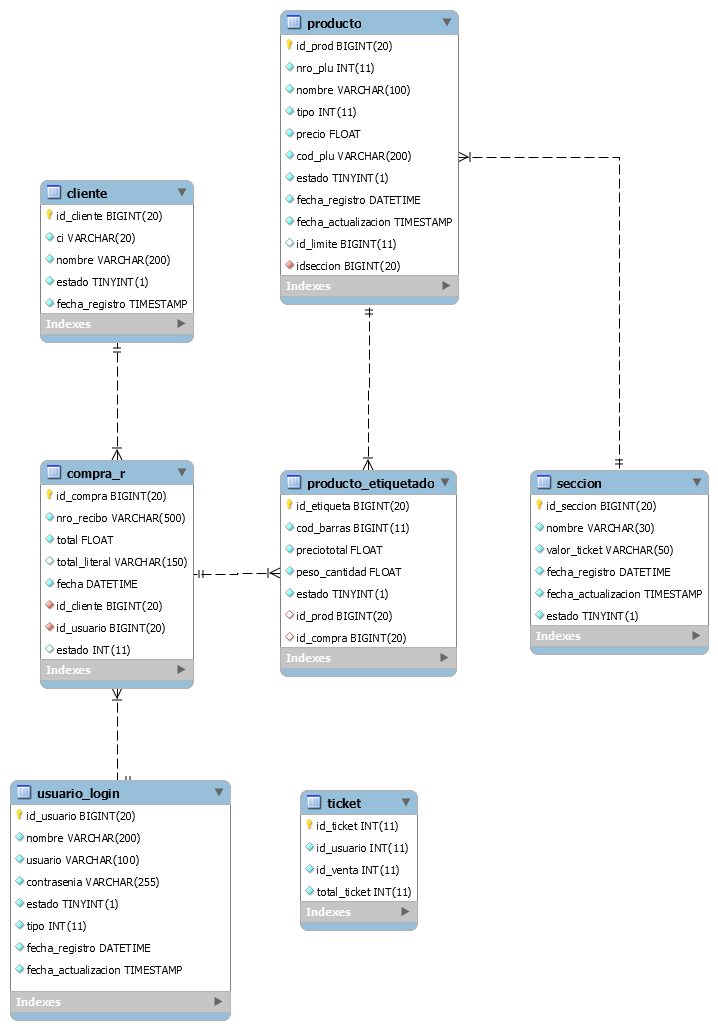 producto
id_prod BIGINT(20)
nro_plu INT(11)
nombre VARCHAR(100)
tipo INT(11)
precio FLOAT
cod_plu VARCHAR(200)
estado TINYINT(1)
fecha_registro DATETIME
fecha_actualizacion TIMESTAMP
id_limite BIGINT(11)
idseccion BIGINT(20)
Indexes
cliente
id_cliente BIGINT(20)
ci VARCHAR(20)
nombre VARCHAR(200)
estado TINYINT(1)
fecha_registro TIMESTAMP
Indexes
compra_r
id_compra BIGINT(20)
nro_recibo VARCHAR(500)
total FLOAT
total_literal VARCHAR(150)
fecha DATETIME
id_cliente BIGINT(20)
id_usuario BIGINT(20)
estado INT(11)
Indexes
producto_etiquetado
id_etiqueta BIGINT(20)
cod_barras BIGINT(11)
preciototal FLOAT
peso_cantidad FLOAT
estado TINYINT(1)
id_prod BIGINT(20)
id_compra BIGINT(20)
Indexes
seccion
id_seccion BIGINT(20)
nombre VARCHAR(30)
valor_ticket VARCHAR(50)
fecha_registro DATETIME
fecha_actualizacion TIMESTAMP
estado TINYINT(1)
Indexes
usuario_login
id_usuario BIGINT(20)
nombre VARCHAR(200)
usuario VARCHAR(100)
contrasenia VARCHAR(255)
estado TINYINT(1)
tipo INT(11)
fecha_registro DATETIME
fecha_actualizacion TIMESTAMP
Indexes
ticket
id_ticket INT(11)
id_usuario INT(11)
id_venta INT(11)
total_ticket INT(11)
Indexes